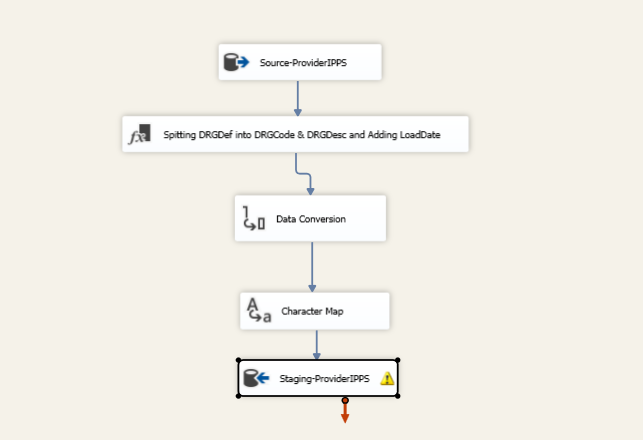 Source-ProviderIPPS
Spitting DRGDef into DRGCode & DRGDesc and Adding LoadDate
Data Conversion
Character Map
Staging-ProviderIPPS